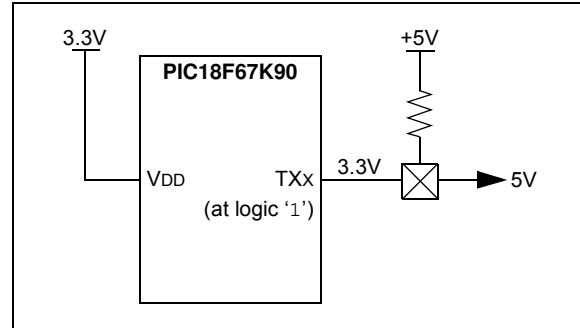 3.3V
+5V
PIC18F67K90
VDD
TXX
3.3V
5V
(at logic ‘1’)